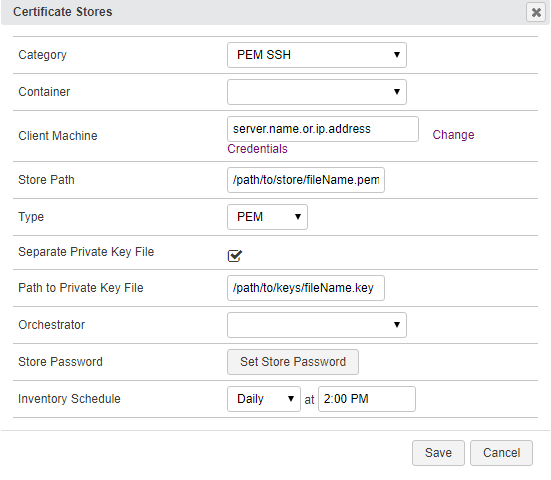 Certificate Stores
Category PEM SSH
Container
Client Machine server.name.or.ip.address Change
Credentials
Store Path /path/to/store/fileName.pem
Type PEM
Separate Private Key File
Path to Private Key File /path/to/keys/fileName.key
Orchestrator
Store Password Set Store Password
Inventory Schedule Daily at 2:00 PM
Save Cancel